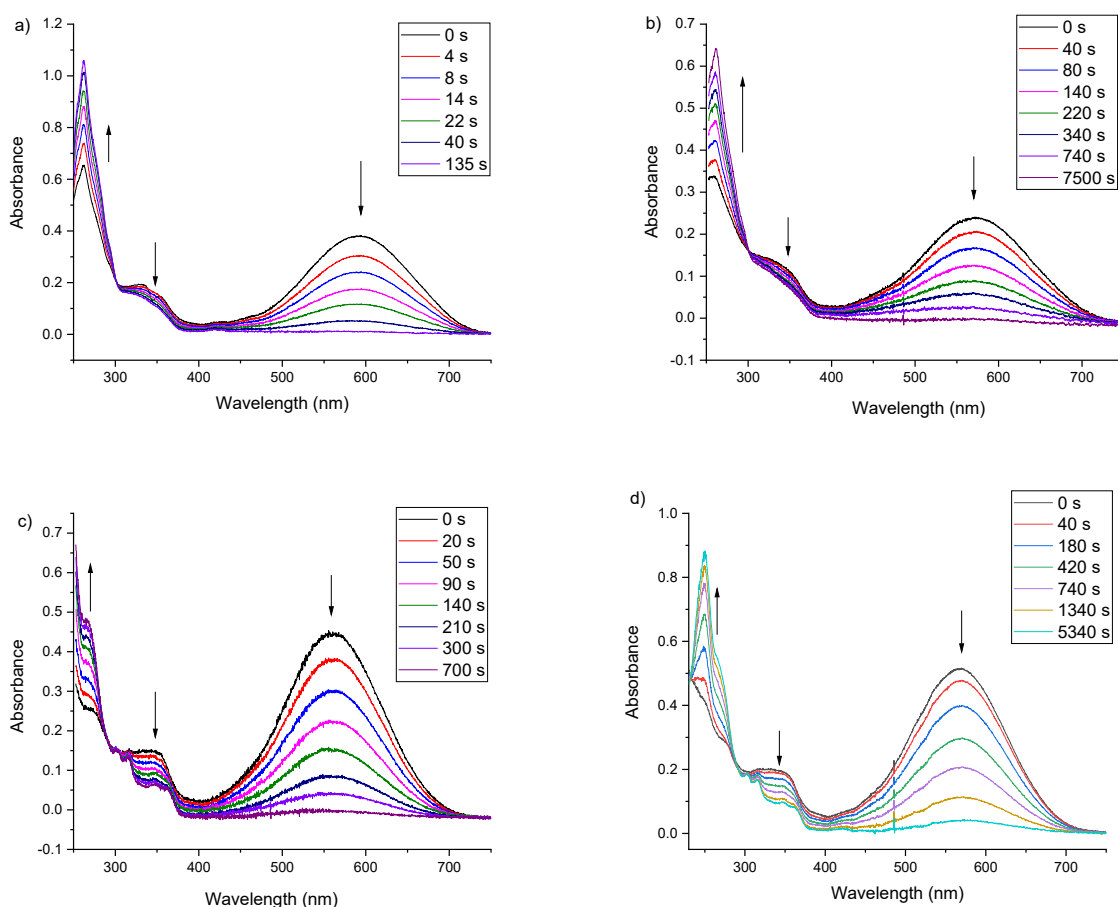 a)
0 s
4 s
8 s
14 s
22 s
40 s
135 s
1.2
1.0
0.8
0.6
0.4
0.2
0.0
Absorbance
300 400 500 600 700
Wavelength (nm)
b)
0 s
40 s
80 s
140 s
220 s
340 s
740 s
7500 s
0.7
0.6
0.5
0.4
0.3
0.2
0.1
0.0
-0.1
Absorbance
300 400 500 600 700
Wavelength (nm)
c)
0 s
20 s
50 s
90 s
140 s
210 s
300 s
700 s
0.7
0.6
0.5
0.4
0.3
0.2
0.1
0.0
-0.1
Absorbance
300 400 500 600 700
Wavelength (nm)
d)
0 s
40 s
180 s
420 s
740 s
1340 s
5340 s
1.0
0.8
0.6
0.4
0.2
0.0
Absorbance
300 400 500 600 700
Wavelength (nm)